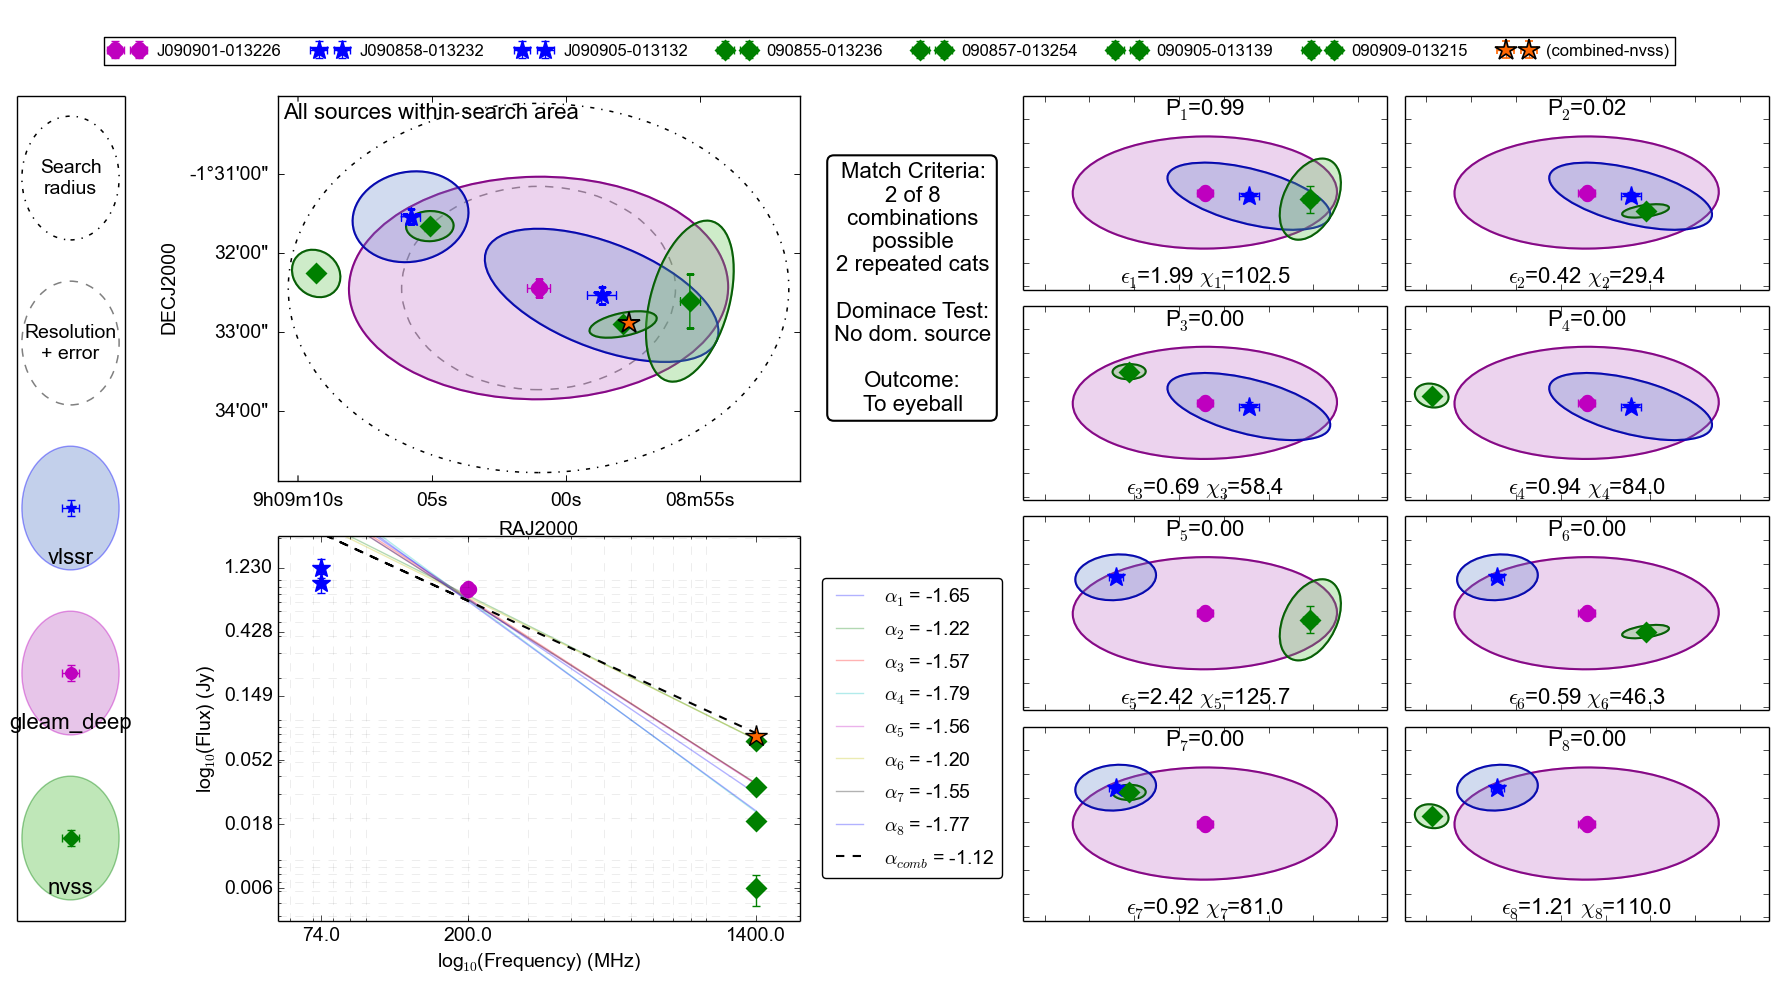 J090901-013226 J090858-013232 J090905-013132 090855-013236 090857-013254 090905-013139 090909-013215 (combined-nvss)
Search
radius
Resolution
+ error
vlssr
gleam_deep
nvss
All sources within search area
DECJ2000
-1°31'00"
32'00"
33'00"
34'00"
9h09m10s 05s 00s 08m55s
RAJ2000
Match Criteria:
2 of 8
combinations
possible
2 repeated cats
Dominace Test:
No dom. source
Outcome:
To eyeball
log₁₀(Flux) (Jy)
1.230
0.428
0.149
0.052
0.018
0.006
74.0 200.0 1400.0
log₁₀(Frequency) (MHz)
α₁ = -1.65
α₂ = -1.22
α₃ = -1.57
α₄ = -1.79
α₅ = -1.56
α₆ = -1.20
α₇ = -1.55
α₈ = -1.77
α_comb = -1.12
P₁=0.99
ϵ₁=1.99 χ₁=102.5
P₂=0.02
ϵ₂=0.42 χ₂=29.4
P₃=0.00
ϵ₃=0.69 χ₃=58.4
P₄=0.00
ϵ₄=0.94 χ₄=84.0
P₅=0.00
ϵ₅=2.42 χ₅=125.7
P₆=0.00
ϵ₆=0.59 χ₆=46.3
P₇=0.00
ϵ₇=0.92 χ₇=81.0
P₈=0.00
ϵ₈=1.21 χ₈=110.0